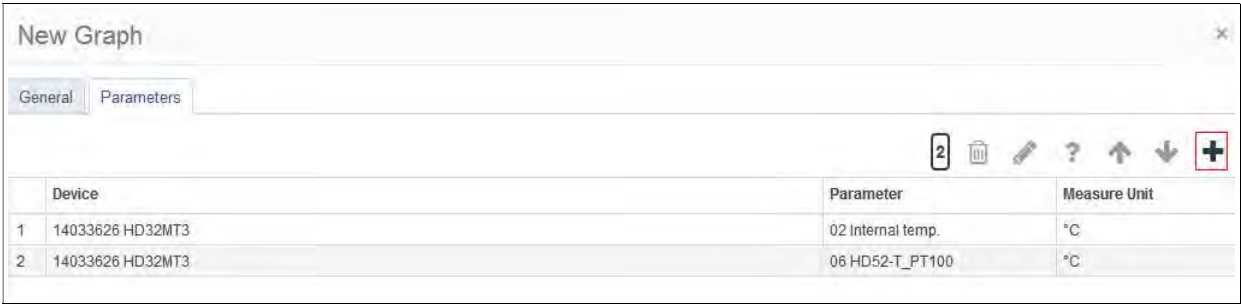 New Graph ×
General Parameters
2 ?
Device Parameter Measure Unit
1 14033626 HD32MT3 02 Internal temp. °C
2 14033626 HD32MT3 06 HD52-T_PT100 °C